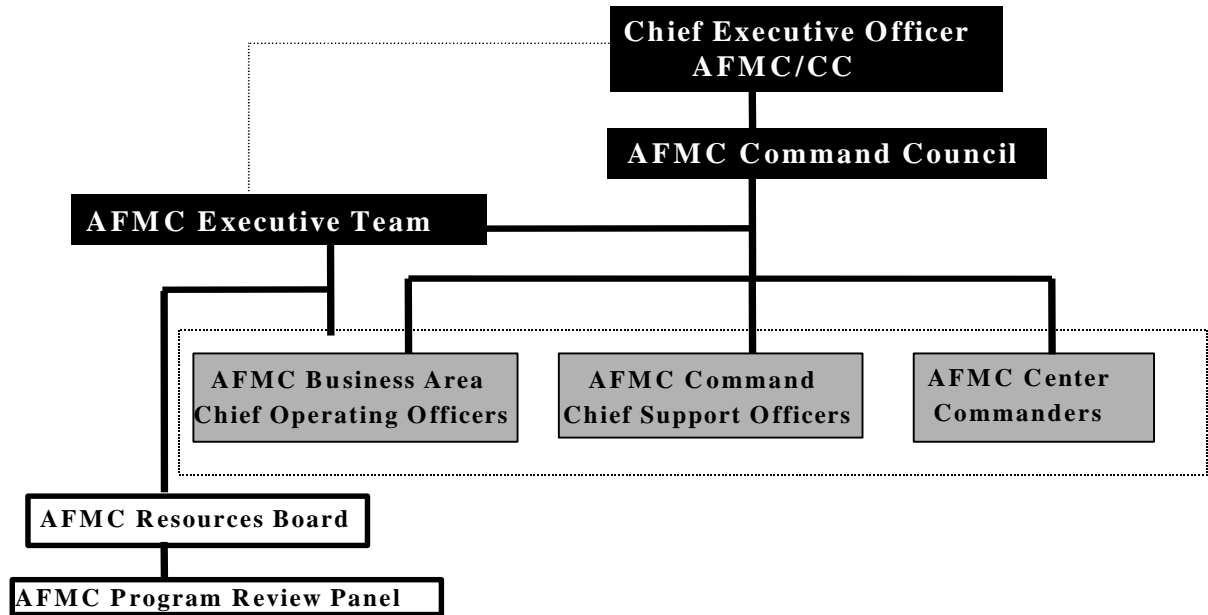 Chief Executive Officer
AFMC/CC
AFMC Command Council
AFMC Executive Team
AFMC Business Area
Chief Operating Officers
AFMC Command
Chief Support Officers
AFMC Center
Commanders
AFMC Resources Board
AFMC Program Review Panel